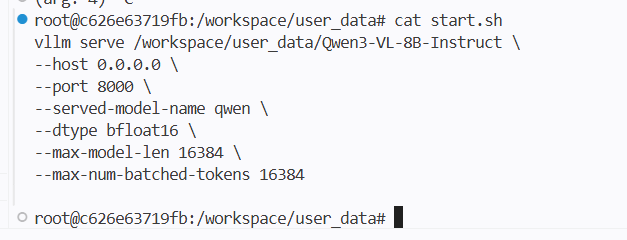 (arg: 4) c
root@c626e63719fb:/workspace/user_data# cat start.sh
vllm serve /workspace/user_data/Qwen3-VL-8B-Instruct \
--host 0.0.0.0 \
--port 8000 \
--served-model-name qwen \
--dtype bfloat16 \
--max-model-len 16384 \
--max-num-batched-tokens 16384
root@c626e63719fb:/workspace/user_data#